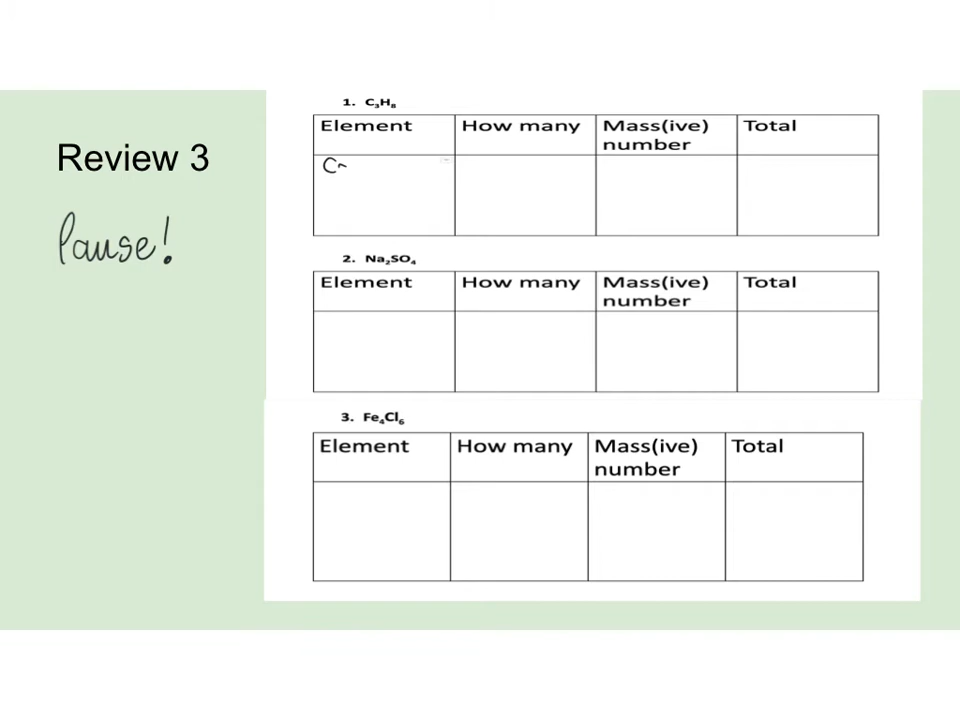 Review 3
Pause!
1. C₃H₈
Element How many Mass(ive) number Total
C
2. Na₂SO₄
Element How many Mass(ive) number Total
3. Fe₄Cl₆
Element How many Mass(ive) number Total